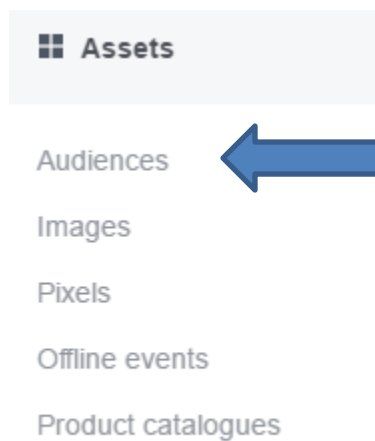 Assets
Audiences
Images
Pixels
Offline events
Product catalogues